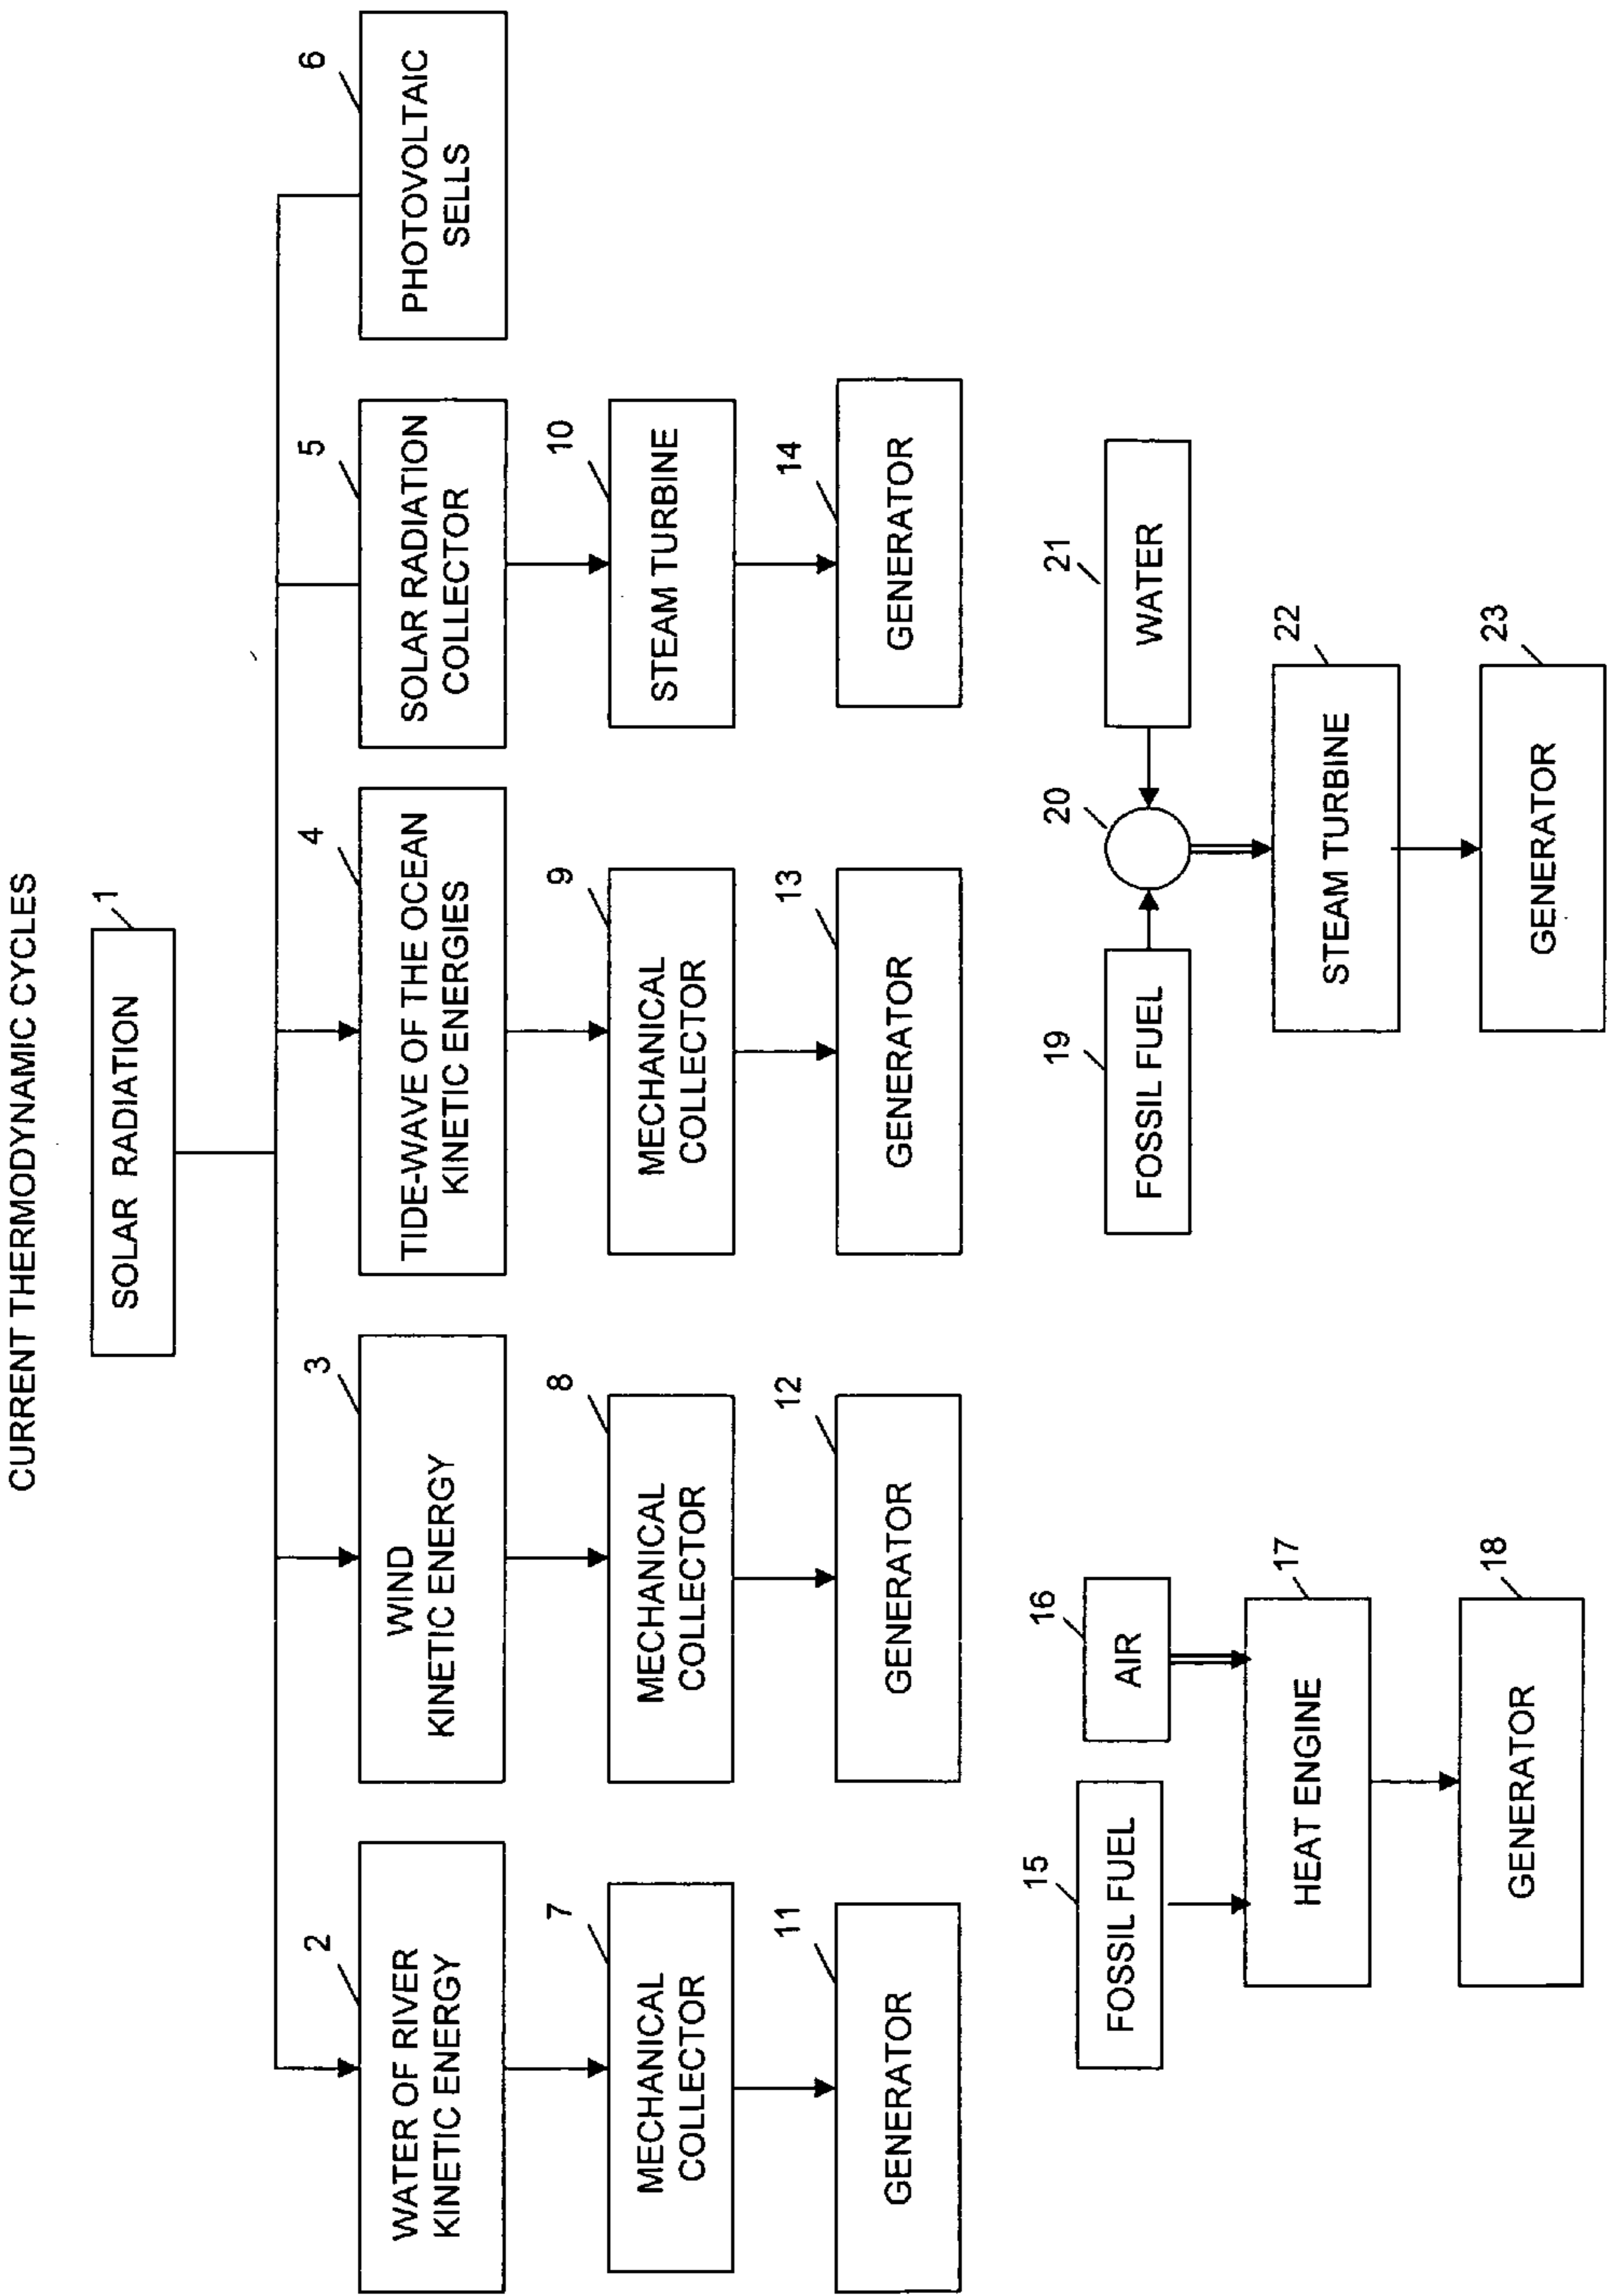 CURRENT THERMODYNAMIC CYCLES
1
SOLAR RADIATION
2
WATER OF RIVER
KINETIC ENERGY
3
WIND
KINETIC ENERGY
4
TIDE-WAVE OF THE OCEAN
KINETIC ENERGIES
5
SOLAR RADIATION
COLLECTOR
6
PHOTOVOLTAIC
SELLS
7
MECHANICAL
COLLECTOR
8
MECHANICAL
COLLECTOR
9
MECHANICAL
COLLECTOR
10
STEAM TURBINE
11
GENERATOR
12
GENERATOR
13
GENERATOR
14
GENERATOR
15
FOSSIL FUEL
16
AIR
17
HEAT ENGINE
18
GENERATOR
19
FOSSIL FUEL
20
21
WATER
22
STEAM TURBINE
23
GENERATOR